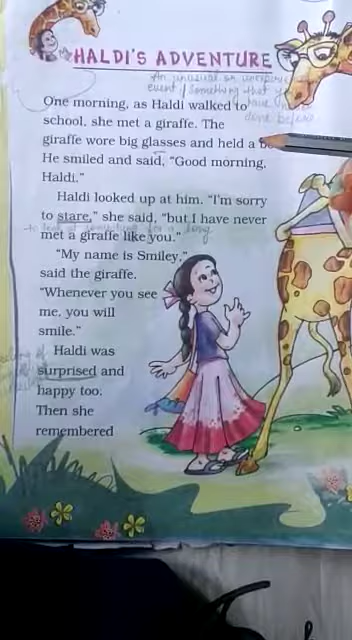 HALDI'S ADVENTURE
An unusual or
event / something that
done before
One morning, as Haldi walked to
school, she met a giraffe. The
giraffe wore big glasses and held a
He smiled and said, “Good morning,
Haldi.”
Haldi looked up at him. “I'm sorry
to stare,” she said, “but I have never
to look at something for a long
met a giraffe like you.”
“My name is Smiley,”
said the giraffe.
“Whenever you see
me, you will
smile.”
Haldi was
surprised and
happy too.
Then she
remembered